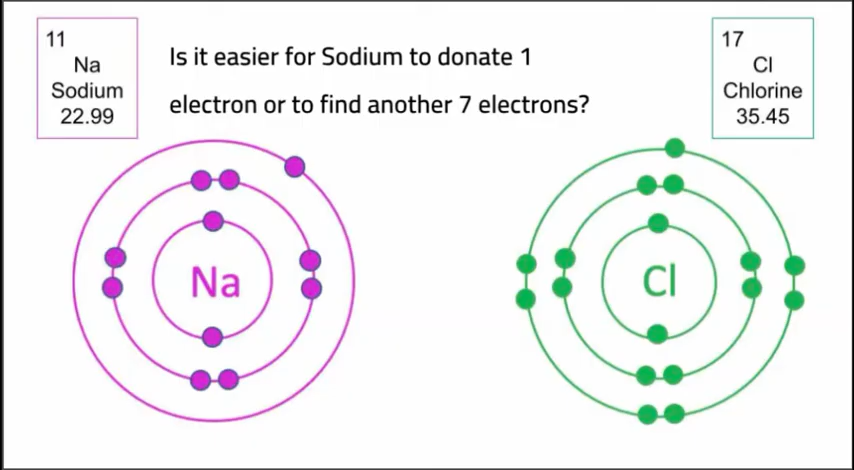 11
Na
Sodium
22.99
Is it easier for Sodium to donate 1
electron or to find another 7 electrons?
17
Cl
Chlorine
35.45
Na
Cl